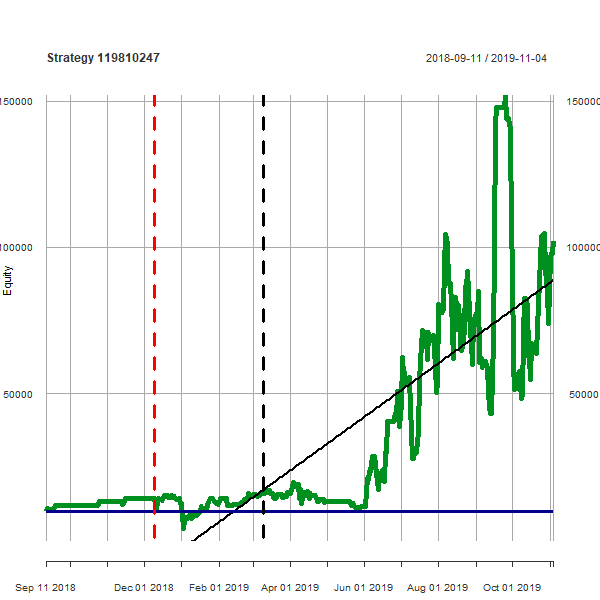 Strategy 119810247
2018-09-11 / 2019-11-04
150000 150000
100000 100000
50000 50000
Equity
Sep 11 2018 Dec 01 2018 Feb 01 2019 Apr 01 2019 Jun 01 2019 Aug 01 2019 Oct 01 2019